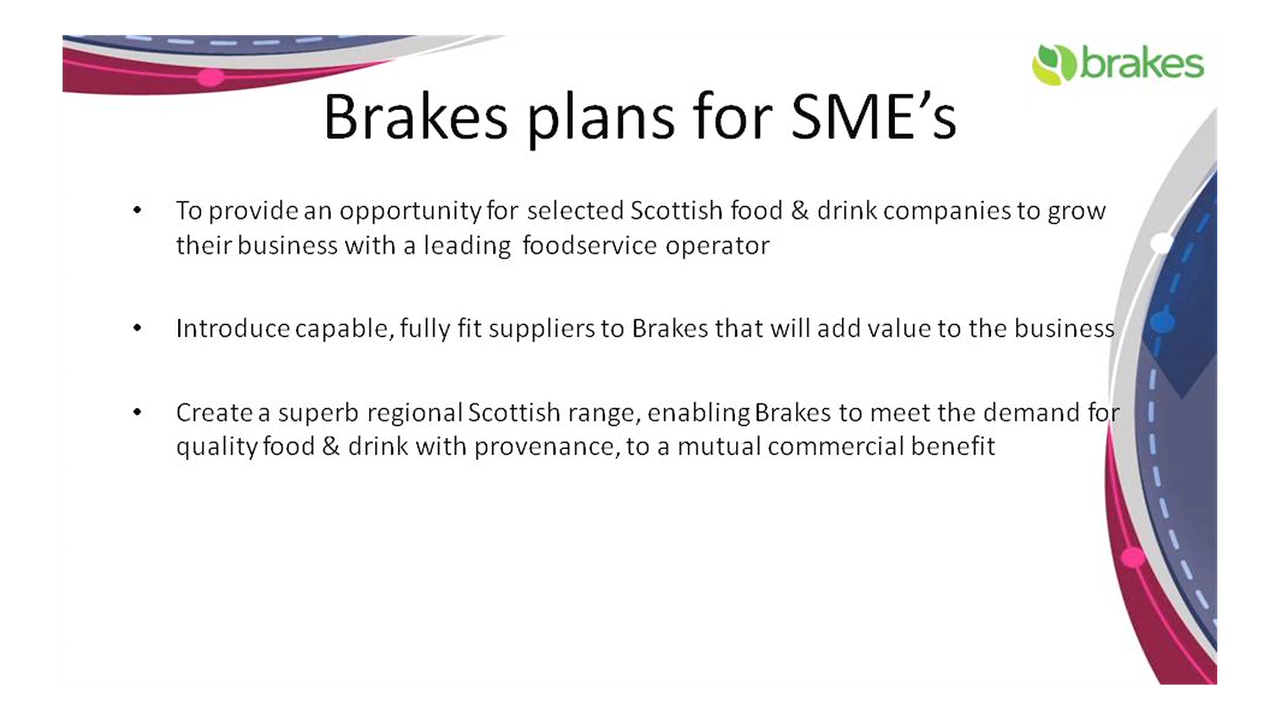 brakes
Brakes plans for SME’s
• To provide an opportunity for selected Scottish food & drink companies to grow
their business with a leading foodservice operator
• Introduce capable, fully fit suppliers to Brakes that will add value to the business
• Create a superb regional Scottish range, enabling Brakes to meet the demand for
quality food & drink with provenance, to a mutual commercial benefit